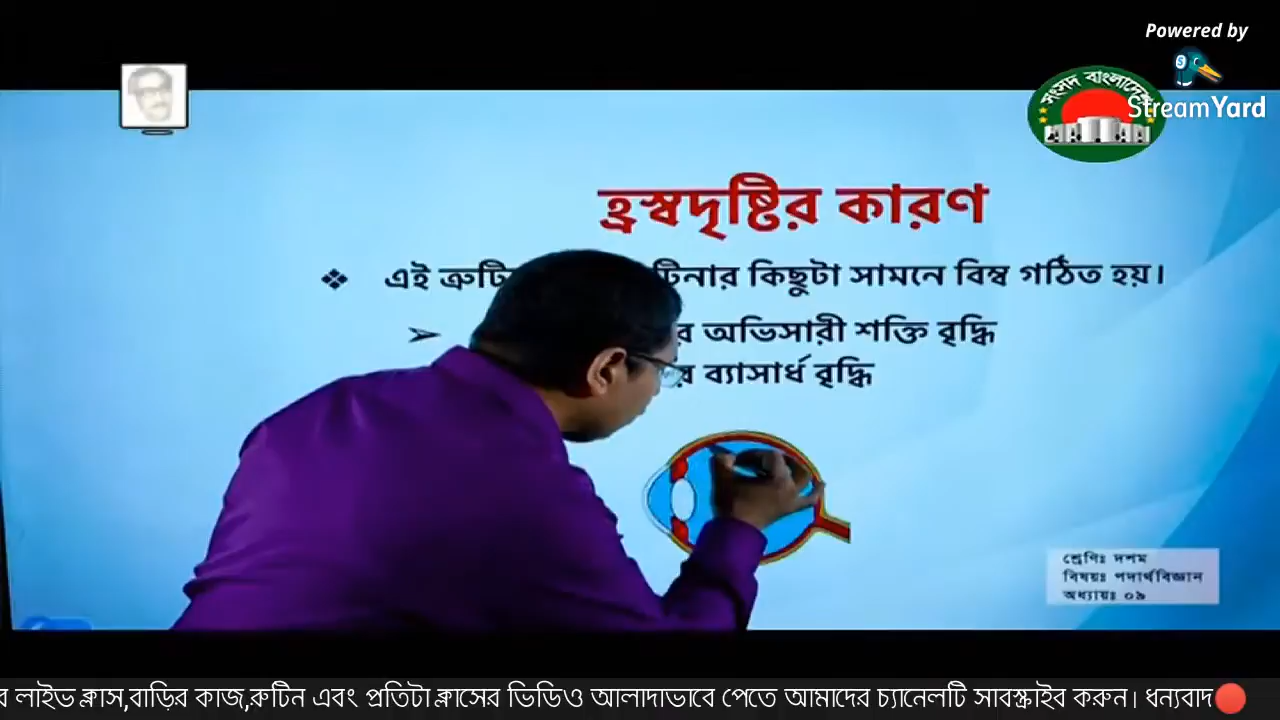 Powered by
StreamYard
সংসদ বাংলাদেশ
হ্রস্বদৃষ্টির কারণ
❖ এই ত্রুটি টিনার কিছুটা সামনে বিম্ব গঠিত হয়।
➢ র অভিসারী শক্তি বৃদ্ধি
র ব্যাসার্ধ বৃদ্ধি
শ্রেণিঃ দশম
বিষয়ঃ পদার্থবিজ্ঞান
অধ্যায়ঃ ০৯
র লাইভ ক্লাস,বাড়ির কাজ,রুটিন এবং প্রতিটা ক্লাসের ভিডিও আলাদাভাবে পেতে আমাদের চ্যানেলটি সাবস্ক্রাইব করুন। ধন্যবাদ